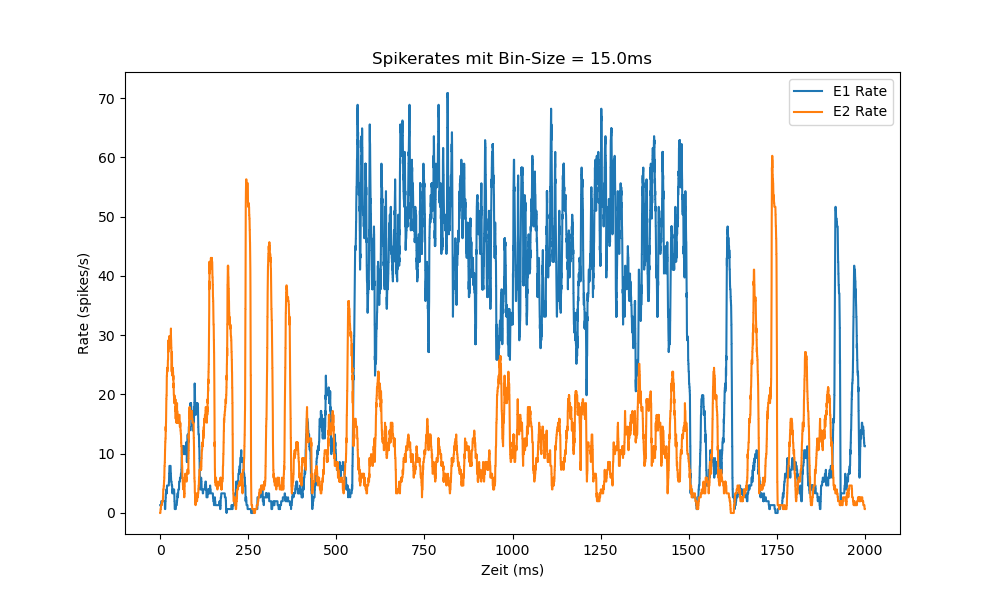 Spikerates mit Bin-Size = 15.0ms
E1 Rate
E2 Rate
70
60
50
40
30
20
10
0
Rate (spikes/s)
0 250 500 750 1000 1250 1500 1750 2000
Zeit (ms)